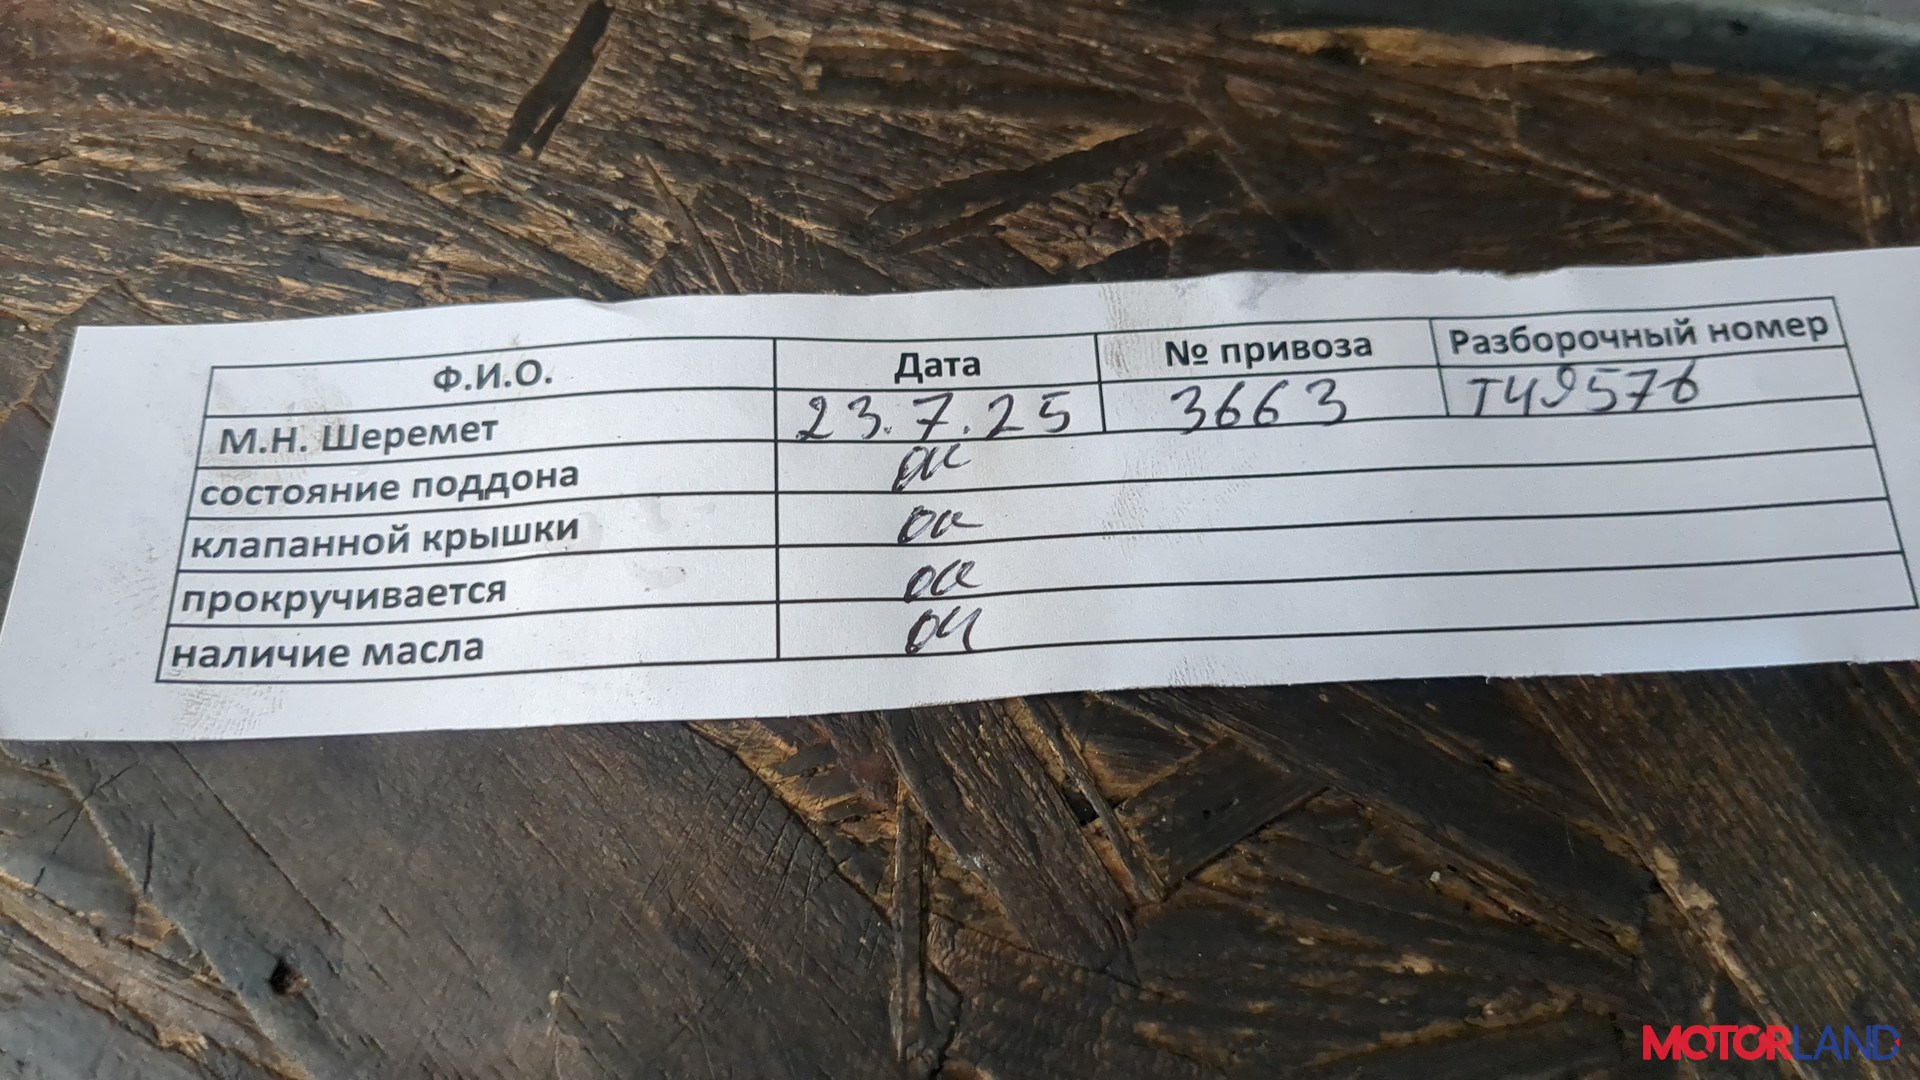 Ф.И.О. Дата № привоза Разборочный номер
М.Н. Шеремет 23.7.25 3663 Т49576
состояние поддона ок
клапанной крышки ок
прокручивается ок
наличие масла ок
MOTORLAND